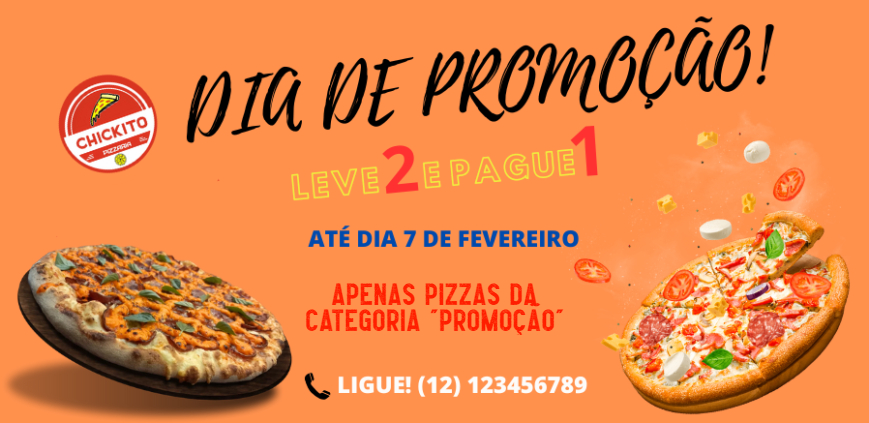 DIA DE PROMOÇÃO!
CHICKITO
PIZZARIA
LEVE 2 E PAGUE 1
ATÉ DIA 7 DE FEVEREIRO
APENAS PIZZAS DA
CATEGORIA "PROMOÇAO"
LIGUE! (12) 123456789